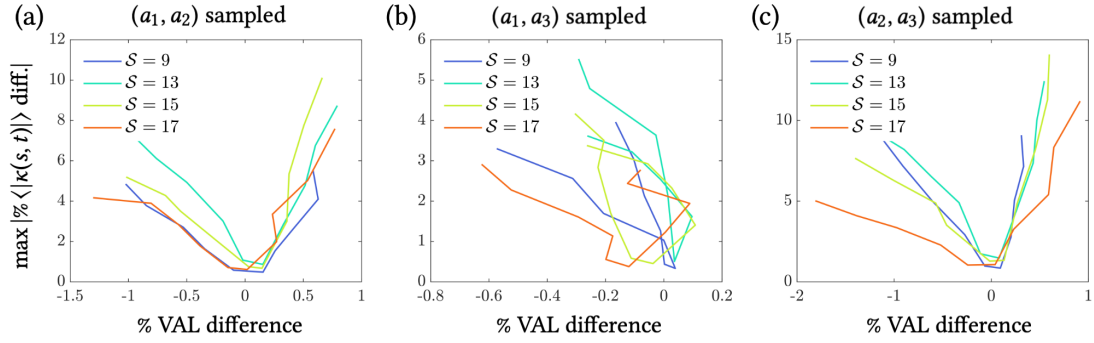 (a) (a₁, a₂) sampled
max |% ⟨|κ(s, t)|⟩ diff.|
12
10
8
6
4
2
0
𝒮 = 9
𝒮 = 13
𝒮 = 15
𝒮 = 17
-1.5 -1 -0.5 0 0.5 1
% VAL difference
(b) (a₁, a₃) sampled
6
5
4
3
2
1
0
𝒮 = 9
𝒮 = 13
𝒮 = 15
𝒮 = 17
-0.8 -0.6 -0.4 -0.2 0 0.2
% VAL difference
(c) (a₂, a₃) sampled
15
10
5
0
𝒮 = 9
𝒮 = 13
𝒮 = 15
𝒮 = 17
-2 -1 0 1
% VAL difference